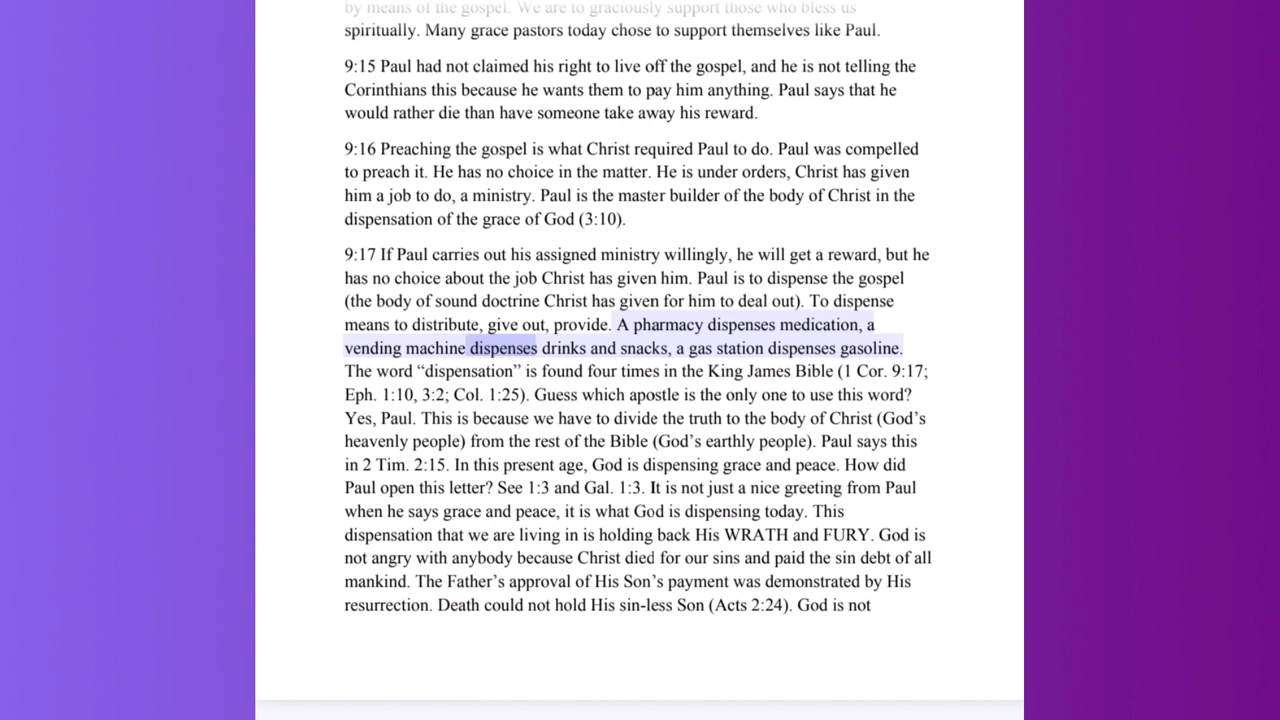 by means of the gospel. We are to graciously support those who bless us
spiritually. Many grace pastors today chose to support themselves like Paul.
9:15 Paul had not claimed his right to live off the gospel, and he is not telling the
Corinthians this because he wants them to pay him anything. Paul says that he
would rather die than have someone take away his reward.
9:16 Preaching the gospel is what Christ required Paul to do. Paul was compelled
to preach it. He has no choice in the matter. He is under orders, Christ has given
him a job to do, a ministry. Paul is the master builder of the body of Christ in the
dispensation of the grace of God (3:10).
9:17 If Paul carries out his assigned ministry willingly, he will get a reward, but he
has no choice about the job Christ has given him. Paul is to dispense the gospel
(the body of sound doctrine Christ has given for him to deal out). To dispense
means to distribute, give out, provide. A pharmacy dispenses medication, a
vending machine dispenses drinks and snacks, a gas station dispenses gasoline.
The word “dispensation” is found four times in the King James Bible (1 Cor. 9:17;
Eph. 1:10, 3:2; Col. 1:25). Guess which apostle is the only one to use this word?
Yes, Paul. This is because we have to divide the truth to the body of Christ (God’s
heavenly people) from the rest of the Bible (God’s earthly people). Paul says this
in 2 Tim. 2:15. In this present age, God is dispensing grace and peace. How did
Paul open this letter? See 1:3 and Gal. 1:3. It is not just a nice greeting from Paul
when he says grace and peace, it is what God is dispensing today. This
dispensation that we are living in is holding back His WRATH and FURY. God is
not angry with anybody because Christ died for our sins and paid the sin debt of all
mankind. The Father’s approval of His Son’s payment was demonstrated by His
resurrection. Death could not hold His sin-less Son (Acts 2:24). God is not